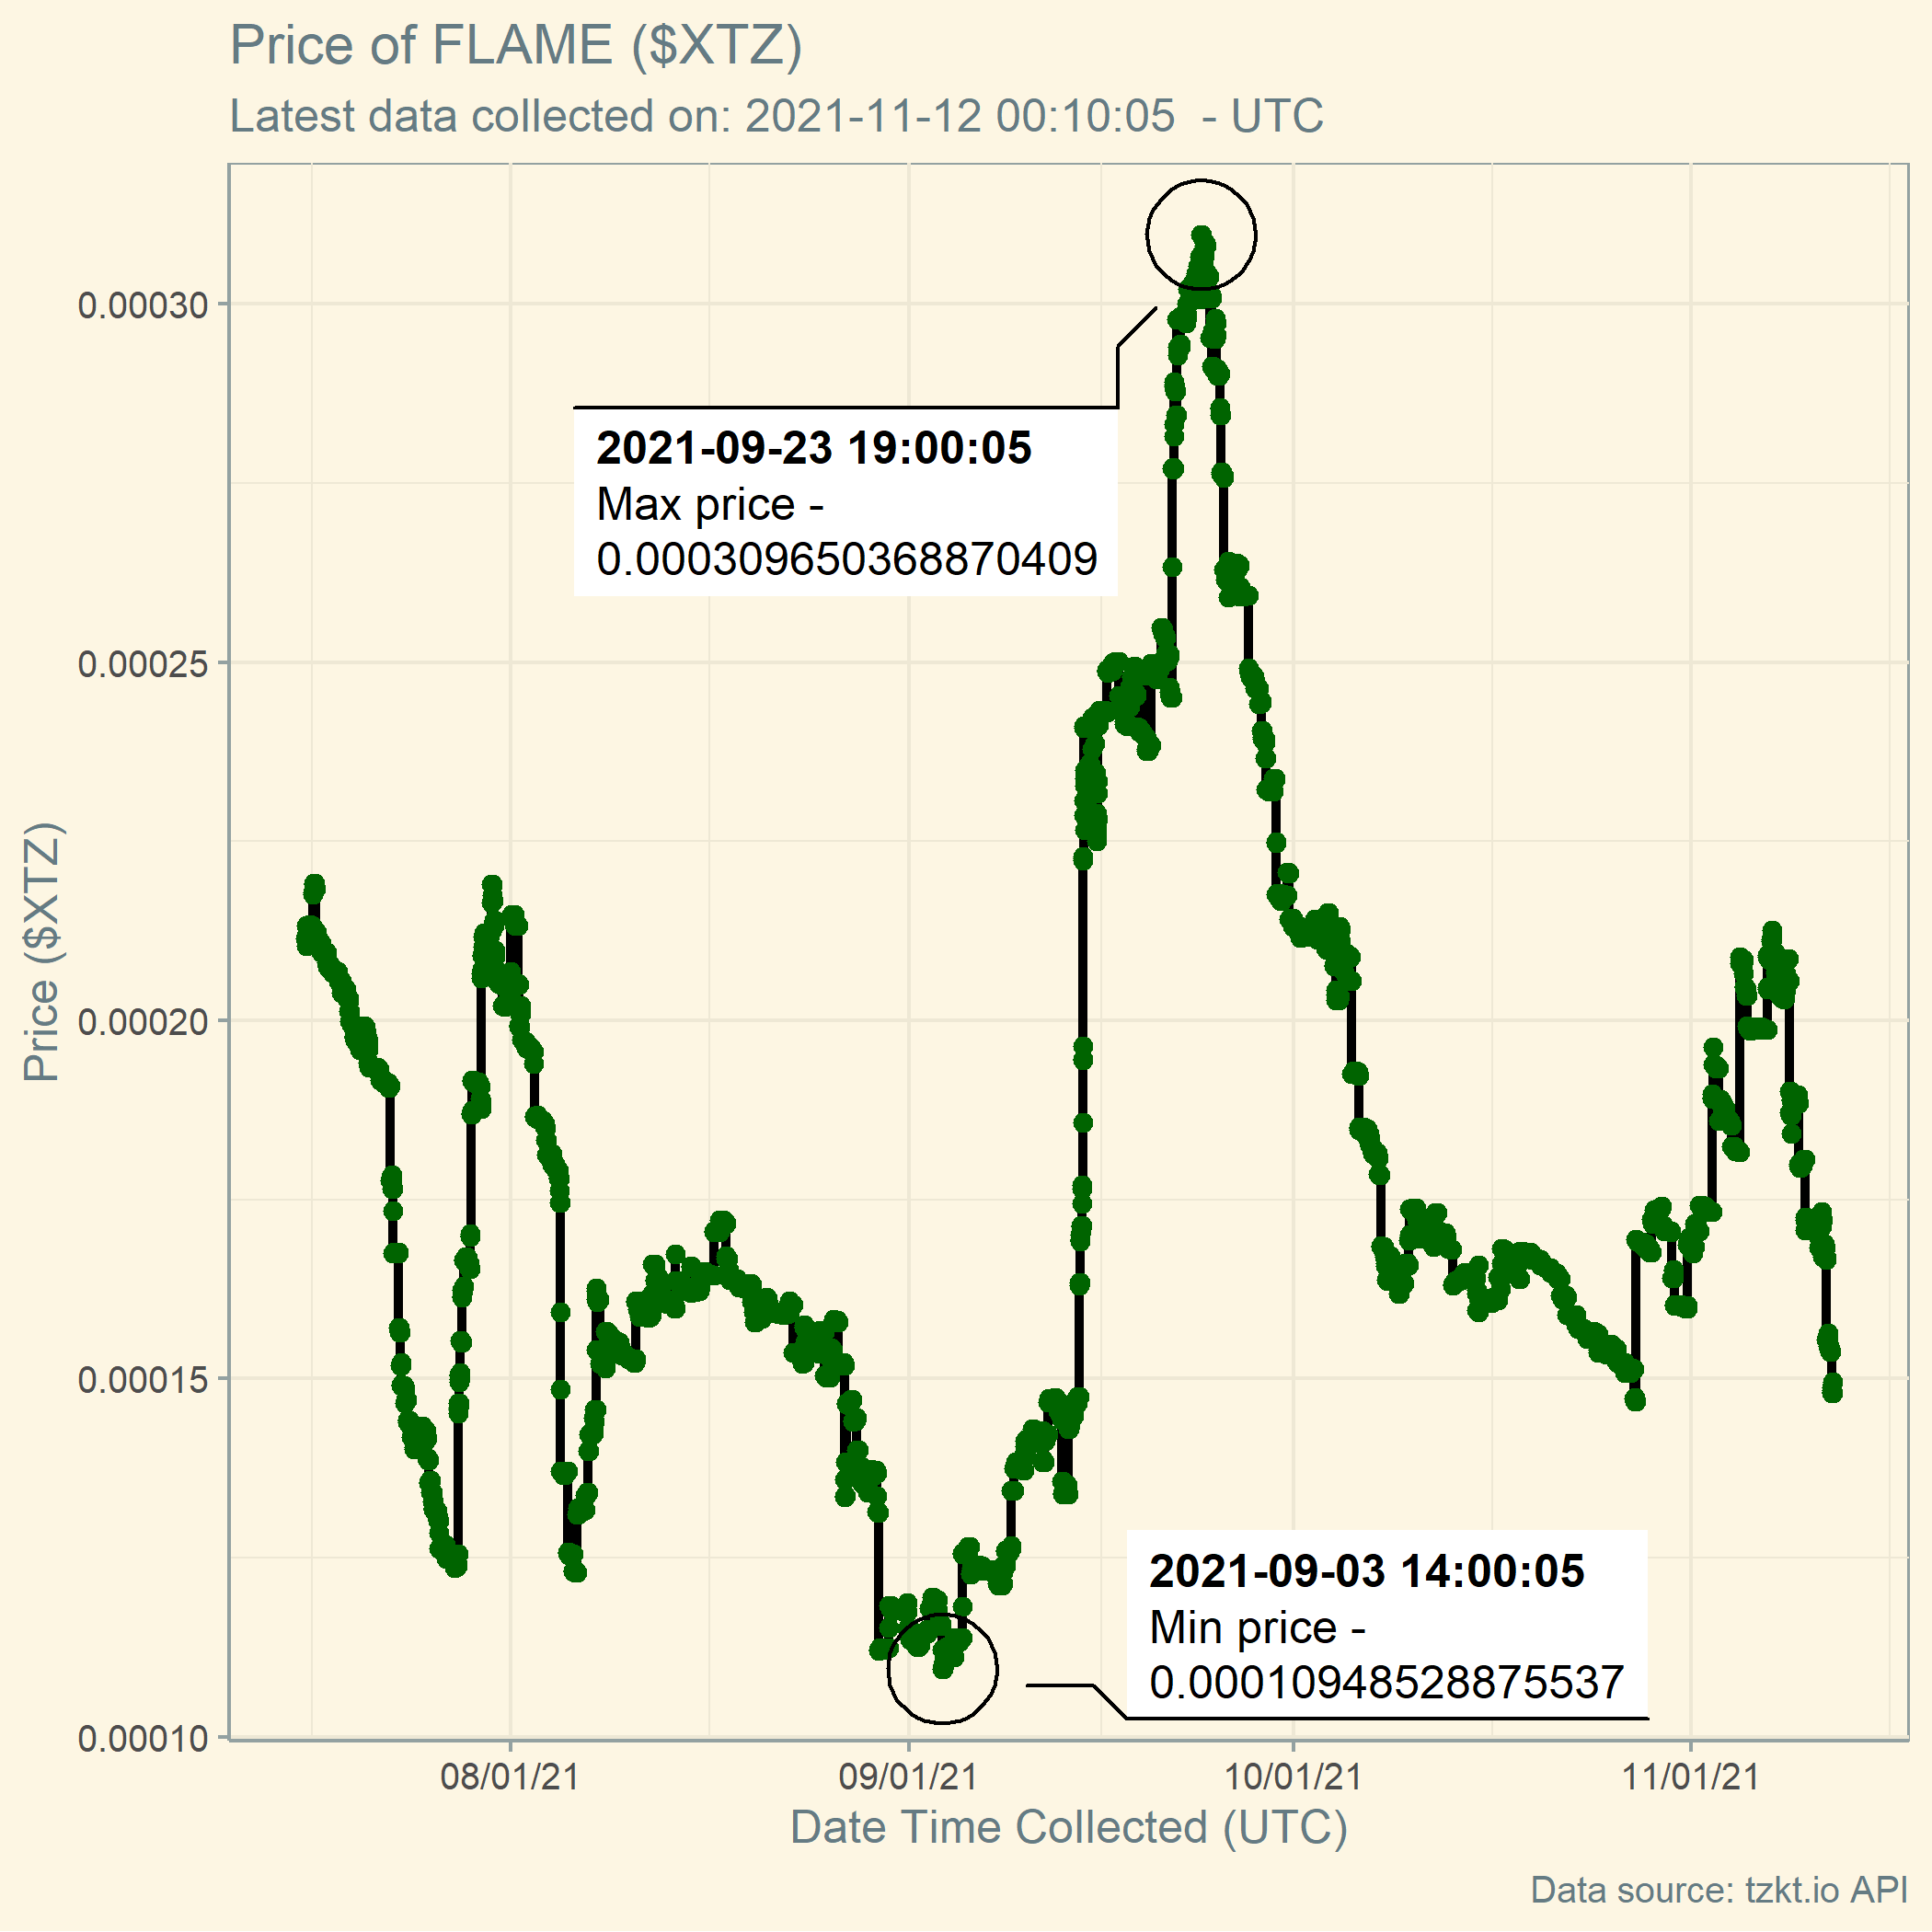 Price of FLAME ($XTZ)
Latest data collected on: 2021-11-12 00:10:05  - UTC
Price ($XTZ)
0.00030
0.00025
0.00020
0.00015
0.00010
2021-09-23 19:00:05
Max price -
0.000309650368870409
2021-09-03 14:00:05
Min price -
0.00010948528875537
08/01/21
09/01/21
10/01/21
11/01/21
Date Time Collected (UTC)
Data source: tzkt.io API